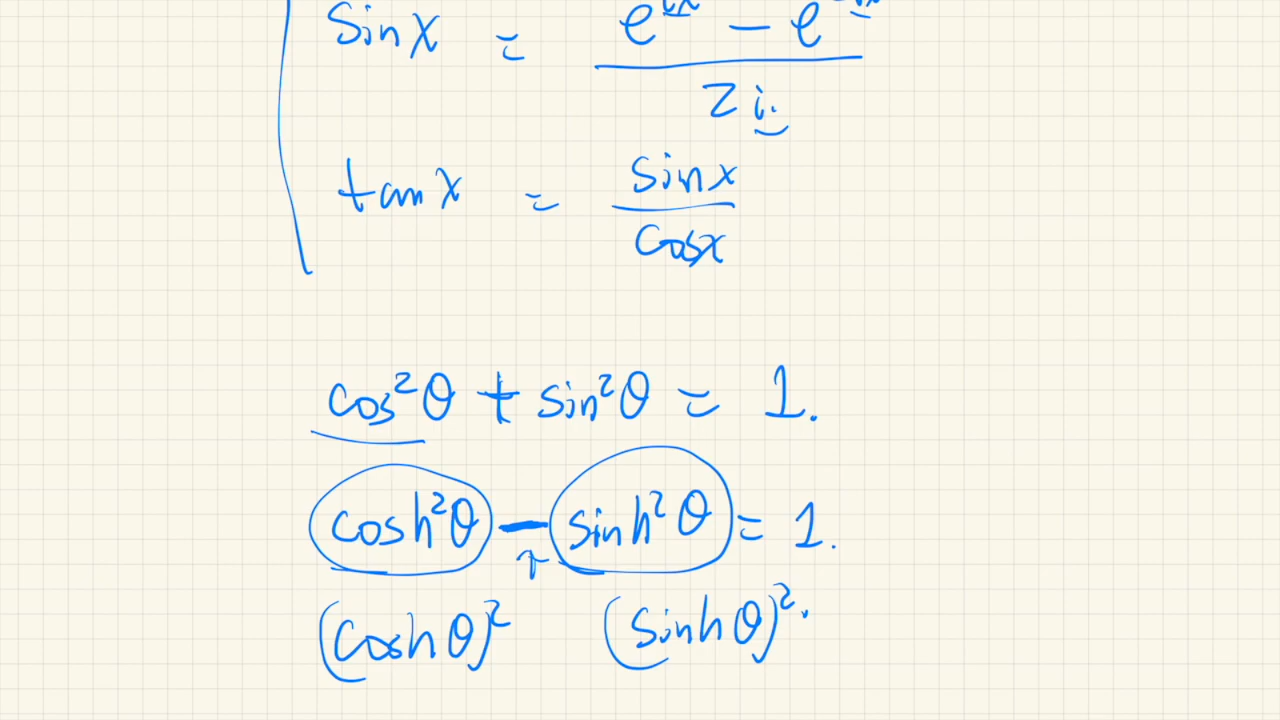 sin x = (e^{ix} − e^{-ix}) / 2i.
tan x = sin x / cos x
cos²θ + sin²θ = 1.
cosh²θ − sinh²θ = 1.
(cosh θ)² (sinh θ)².